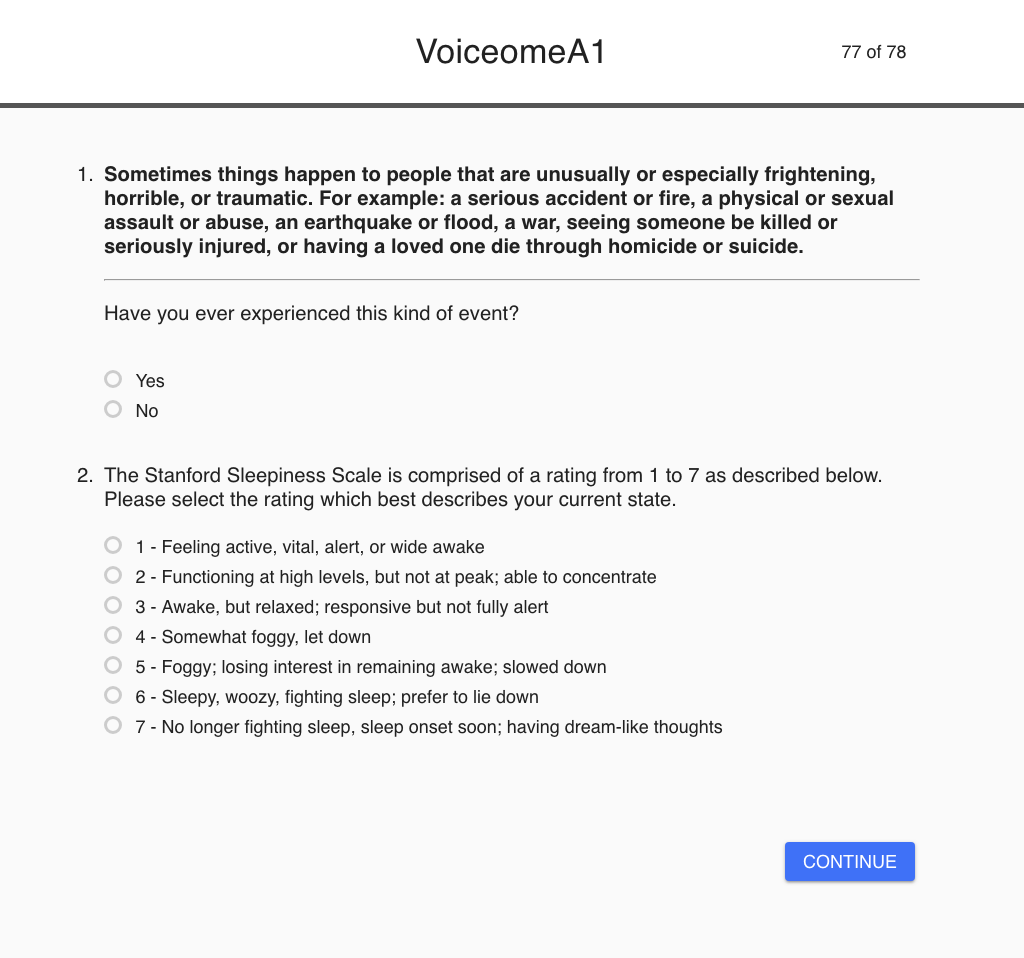 VoiceomeA1
77 of 78
1. Sometimes things happen to people that are unusually or especially frightening,
horrible, or traumatic. For example: a serious accident or fire, a physical or sexual
assault or abuse, an earthquake or flood, a war, seeing someone be killed or
seriously injured, or having a loved one die through homicide or suicide.
Have you ever experienced this kind of event?
Yes
No
2. The Stanford Sleepiness Scale is comprised of a rating from 1 to 7 as described below.
Please select the rating which best describes your current state.
1 - Feeling active, vital, alert, or wide awake
2 - Functioning at high levels, but not at peak; able to concentrate
3 - Awake, but relaxed; responsive but not fully alert
4 - Somewhat foggy, let down
5 - Foggy; losing interest in remaining awake; slowed down
6 - Sleepy, woozy, fighting sleep; prefer to lie down
7 - No longer fighting sleep, sleep onset soon; having dream-like thoughts
CONTINUE